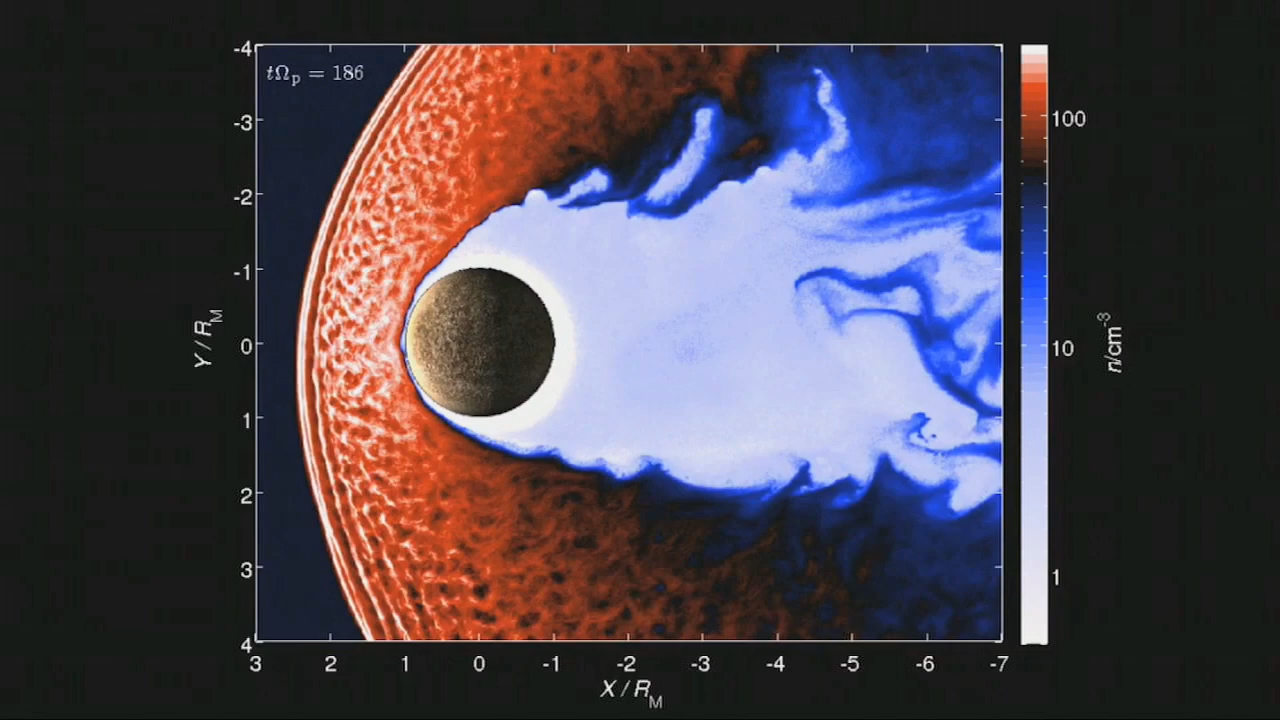 tΩp = 186
-4
-3
-2
-1
0
1
2
3
4
Y / RM
3 2 1 0 -1 -2 -3 -4 -5 -6 -7
X / RM
100
10
1
n/cm-3